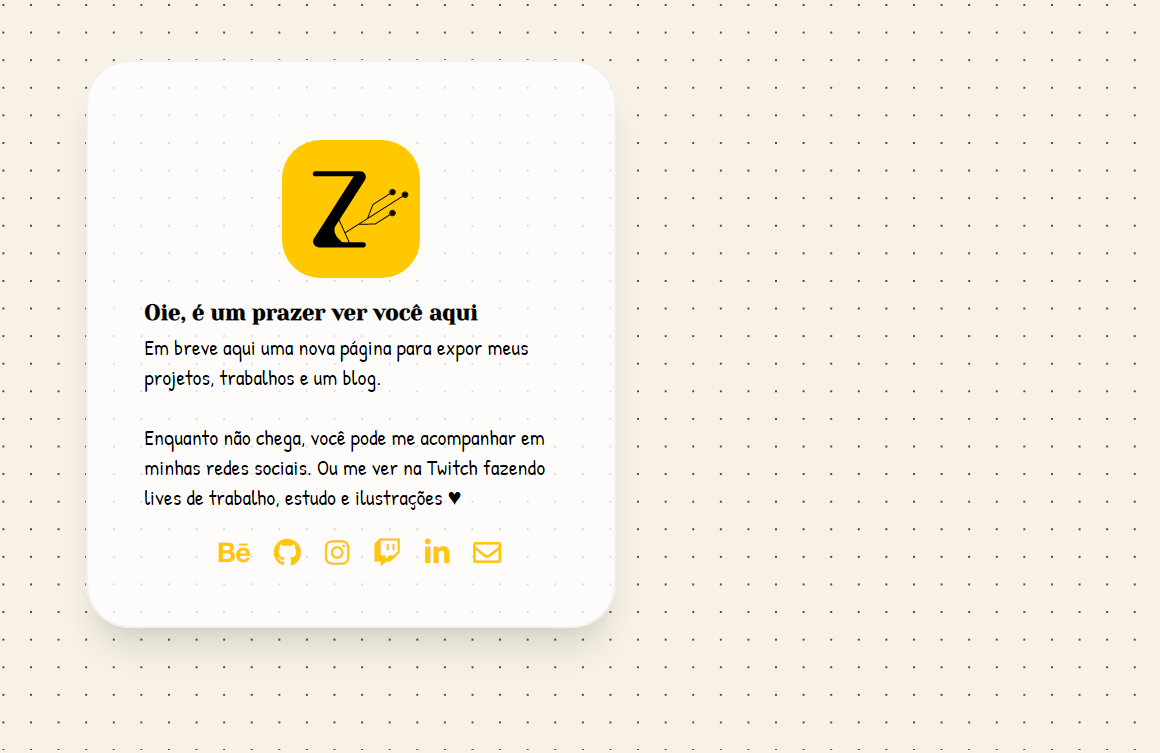 Z
Oie, é um prazer ver você aqui
Em breve aqui uma nova página para expor meus
projetos, trabalhos e um blog.
Enquanto não chega, você pode me acompanhar em
minhas redes sociais. Ou me ver na Twitch fazendo
lives de trabalho, estudo e ilustrações ♥
Bē in